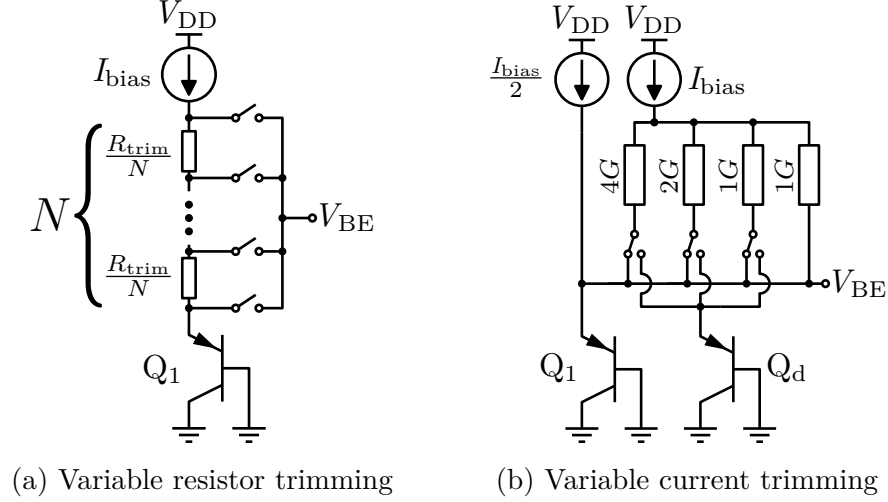 V_DD
I_bias
R_trim/N
N
R_trim/N
V_BE
Q_1
(a) Variable resistor trimming
V_DD V_DD
I_bias/2
I_bias
4G 2G 1G 1G
V_BE
Q_1
Q_d
(b) Variable current trimming